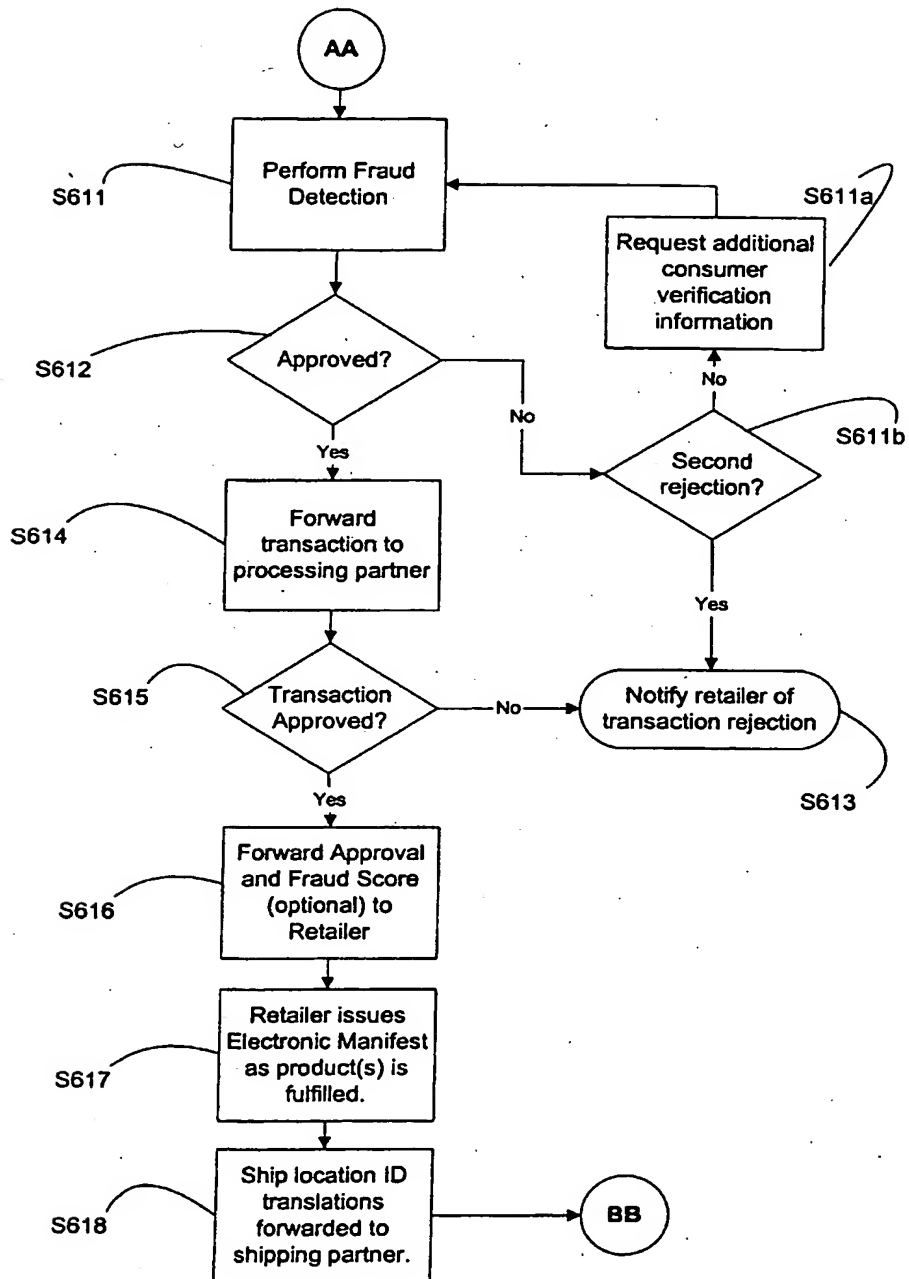 AA
Perform Fraud
Detection
S611
S611a
Request additional
consumer
verification
information
Approved?
S612
No
No
S611b
Second
rejection?
Yes
Forward
transaction to
processing partner
S614
Yes
Transaction
Approved?
S615
No
Notify retailer of
transaction rejection
S613
Yes
Forward Approval
and Fraud Score
(optional) to
Retailer
S616
Retailer issues
Electronic Manifest
as product(s) is
fulfilled.
S617
Ship location ID
translations
forwarded to
shipping partner.
S618
BB